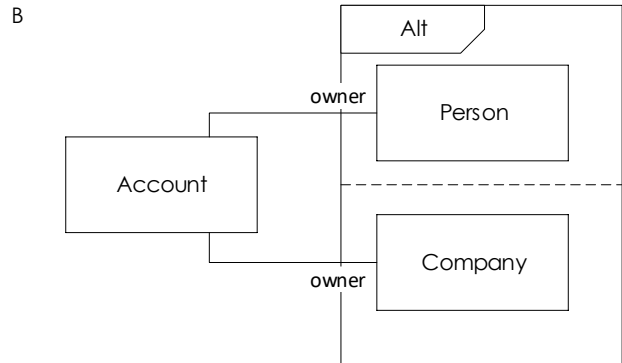 B
Alt
owner
Person
Account
Company
owner